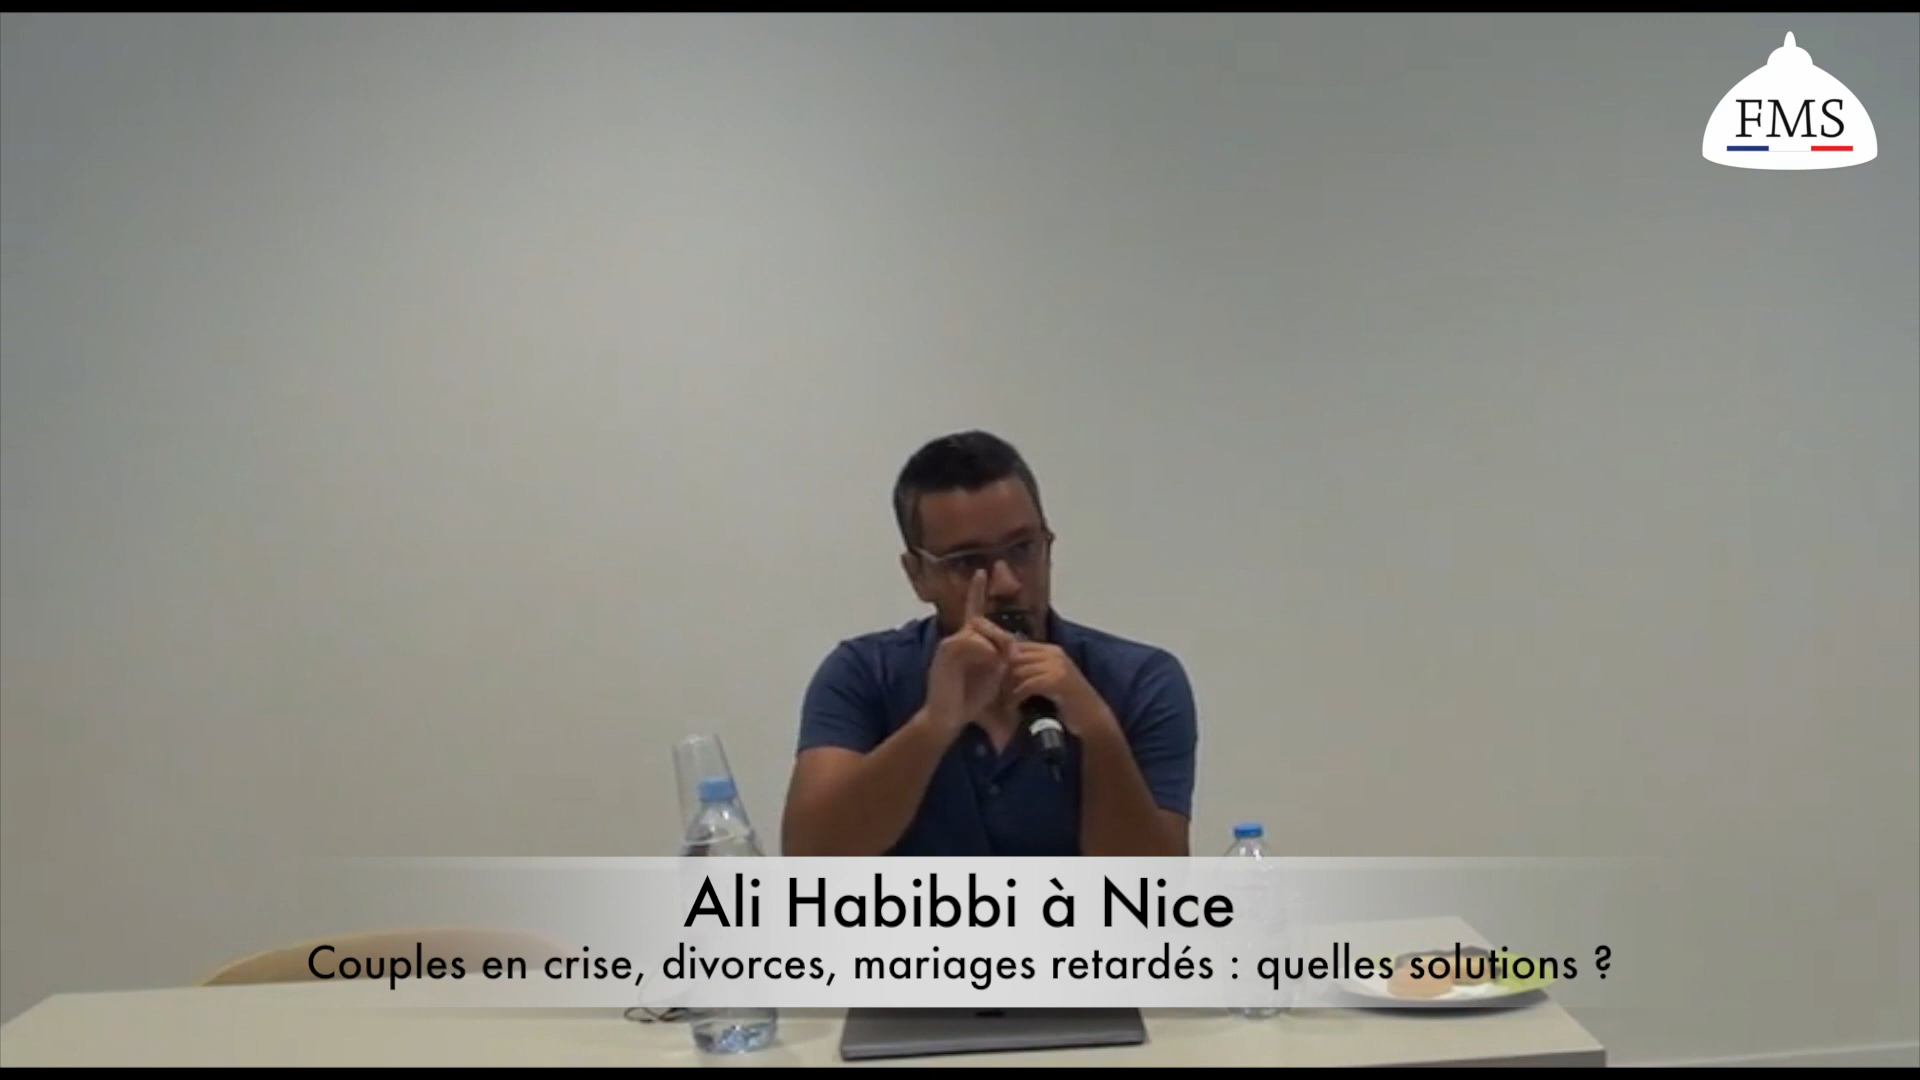 FMS
Ali Habibbi à Nice
Couples en crise, divorces, mariages retardés : quelles solutions ?